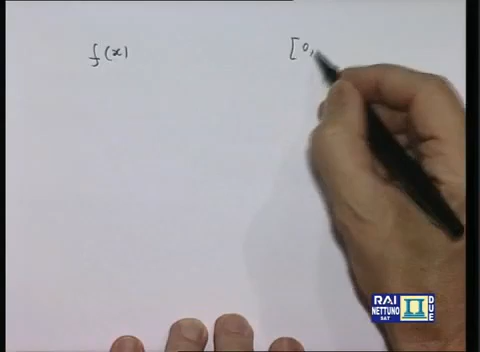 f(x) [0,
RAI
NETTUNO
SAT
DUE